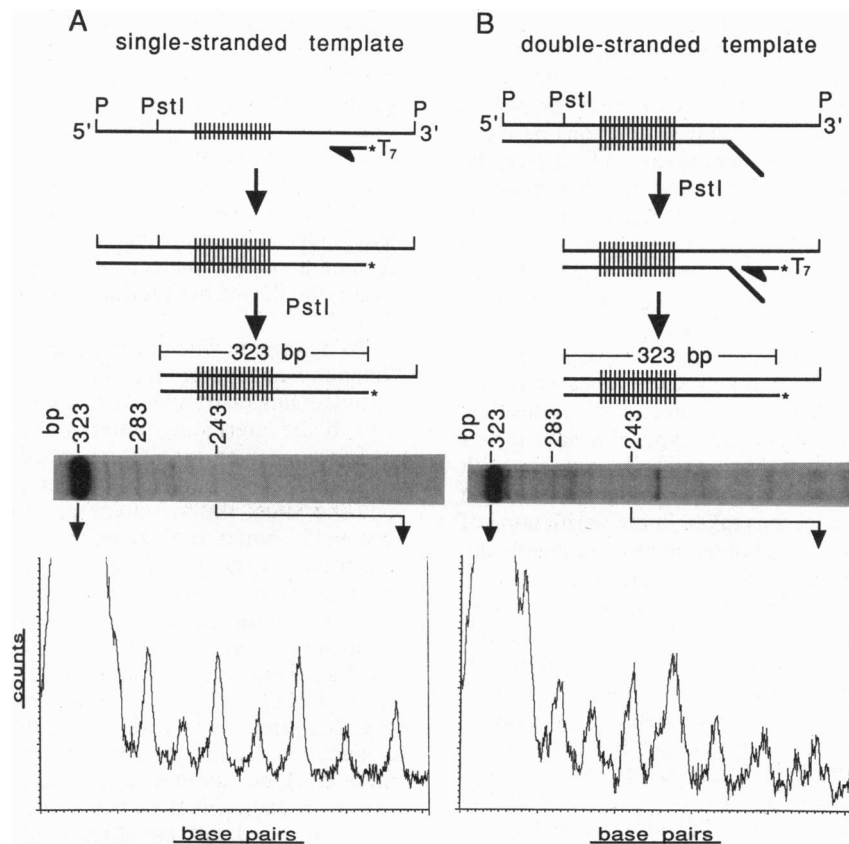 A
single-stranded template
P
PstI
P
5'
3'
*T7
PstI
323 bp
*
*
bp
323
283
243
counts
base pairs
B
double-stranded template
P
PstI
P
5'
3'
PstI
*T7
323 bp
*
bp
323
283
243
base pairs